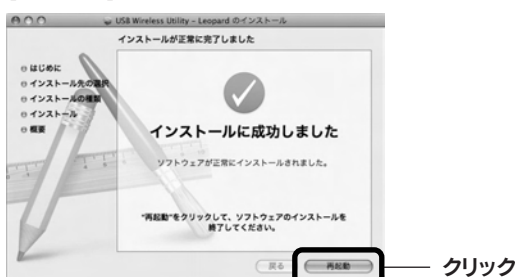 USB Wireless Utility - Leopard のインストール
インストールが正常に完了しました
はじめに
インストール先の選択
インストールの種類
インストール
概要
インストールに成功しました
ソフトウェアが正常にインストールされました。
"再起動"をクリックして、ソフトウェアのインストールを
終了してください。
戻る
再起動
クリック